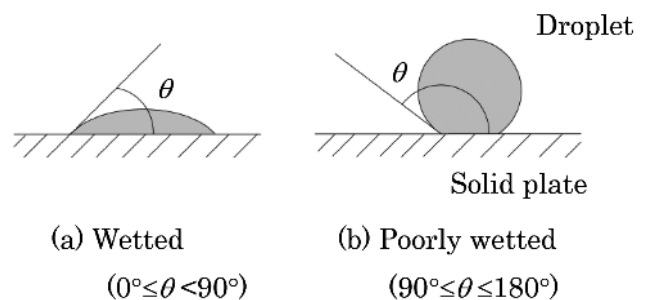 Droplet
θ
θ
Solid plate
(a) Wetted
(0°≤θ<90°)
(b) Poorly wetted
(90°≤θ≤180°)